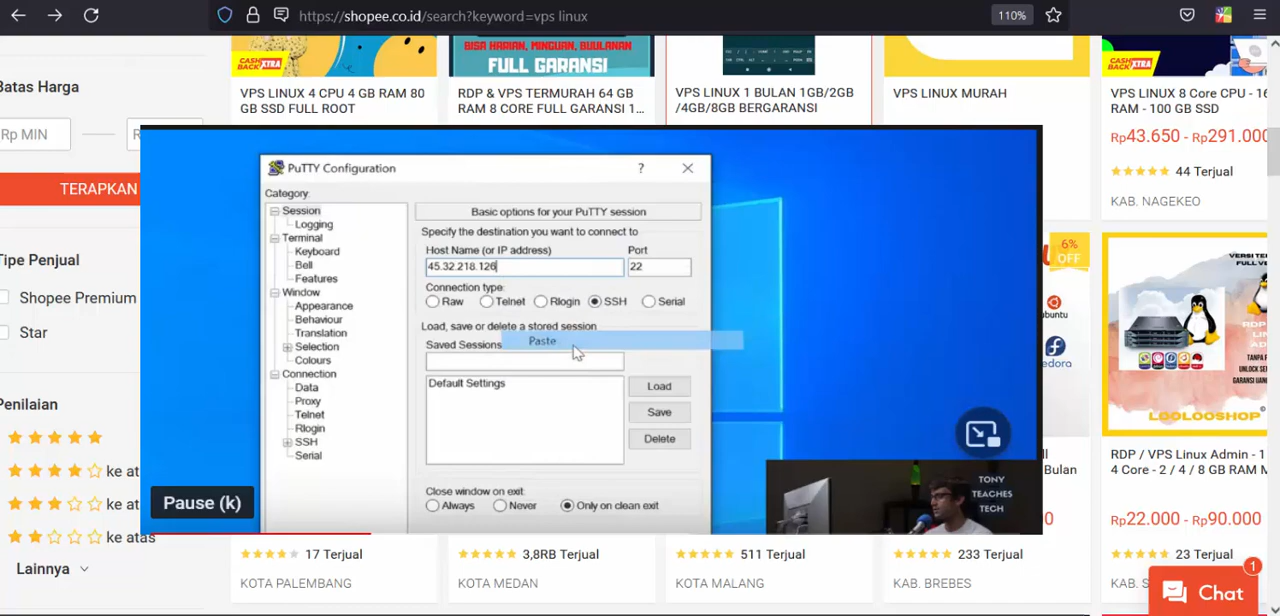 https://shopee.co.id/search?keyword=vps linux
110%
Batas Harga
Rp MIN
TERAPKAN
Tipe Penjual
Shopee Premium
Star
Penilaian
ke atas
Lainnya
CASHBACK XTRA
BISA HARIAN, MINGUAN, BUULANAN
FULL GARANSI
VPS LINUX 4 CPU 4 GB RAM 80
GB SSD FULL ROOT
RDP & VPS TERMURAH 64 GB
RAM 8 CORE FULL GARANSI 1...
VPS LINUX 1 BULAN 1GB/2GB
/4GB/8GB BERGARANSI
VPS LINUX MURAH
VPS LINUX 8 Core CPU - 16
RAM - 100 GB SSD
Rp43.650 - Rp291.000
44 Terjual
KAB. NAGEKEO
PuTTY Configuration
?
Category:
Session
Logging
Terminal
Keyboard
Bell
Features
Window
Appearance
Behaviour
Translation
Selection
Colours
Connection
Data
Proxy
Telnet
Rlogin
SSH
Serial
Basic options for your PuTTY session
Specify the destination you want to connect to
Host Name (or IP address)
Port
45.32.218.126
22
Connection type:
Raw
Telnet
Rlogin
SSH
Serial
Load, save or delete a stored session
Saved Sessions
Paste
Default Settings
Load
Save
Delete
Close window on exit
Always
Never
Only on clean exit
Pause (k)
TONY
TEACHES
TECH
6%
OFF
LOOLOOSHOP
RDP / VPS Linux Admin - 1
4 Core - 2 / 4 / 8 GB RAM
Rp22.000 - Rp90.000
17 Terjual
KOTA PALEMBANG
3,8RB Terjual
KOTA MEDAN
511 Terjual
KOTA MALANG
233 Terjual
KAB. BREBES
23 Terjual
Chat
1